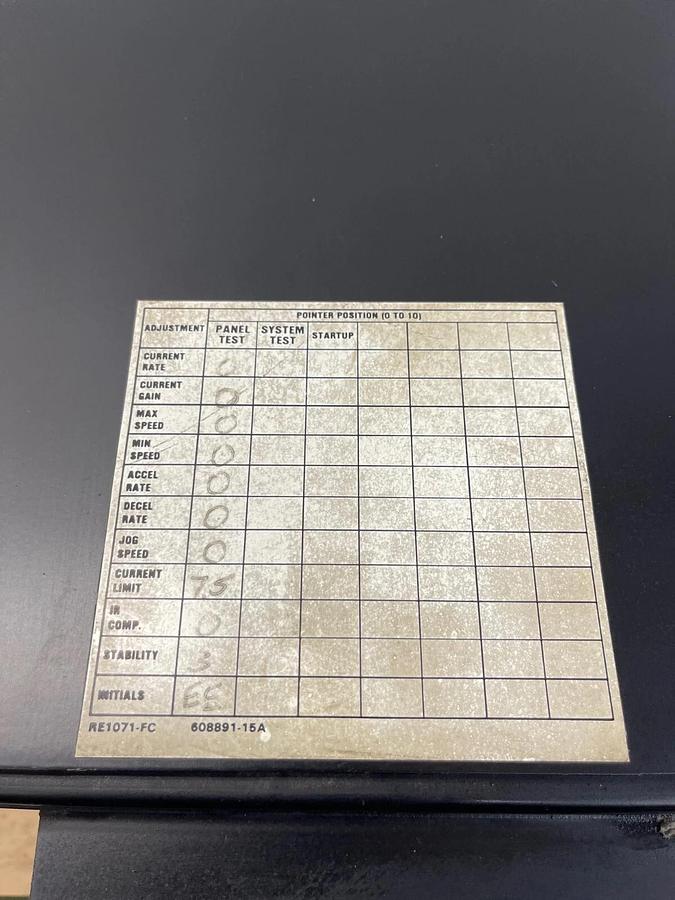 POINTER POSITION (0 TO 10)
ADJUSTMENT PANEL TEST SYSTEM TEST STARTUP
CURRENT RATE 0
CURRENT GAIN 0
MAX SPEED 0
MIN SPEED 0
ACCEL RATE 0
DECEL RATE 0
JOG SPEED 0
CURRENT LIMIT 75
IR COMP. 0
STABILITY 3
INITIALS EE
RE1071-FC 608891-15A